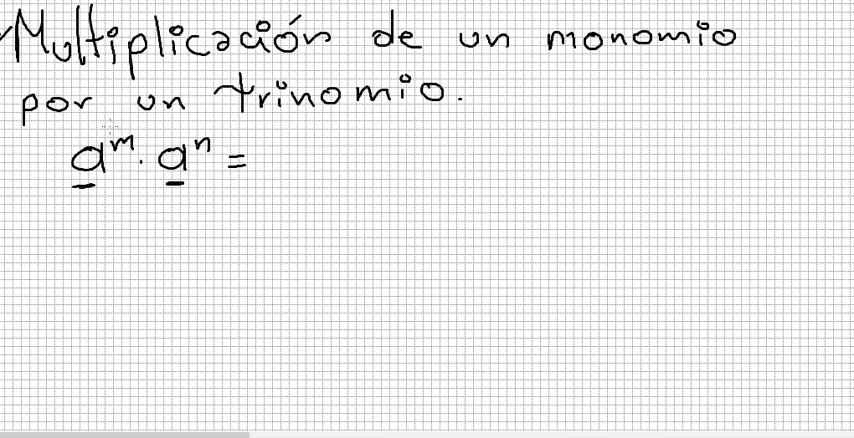 Multiplicación de un monomio
por un trinomio.
aᵐ · aⁿ =